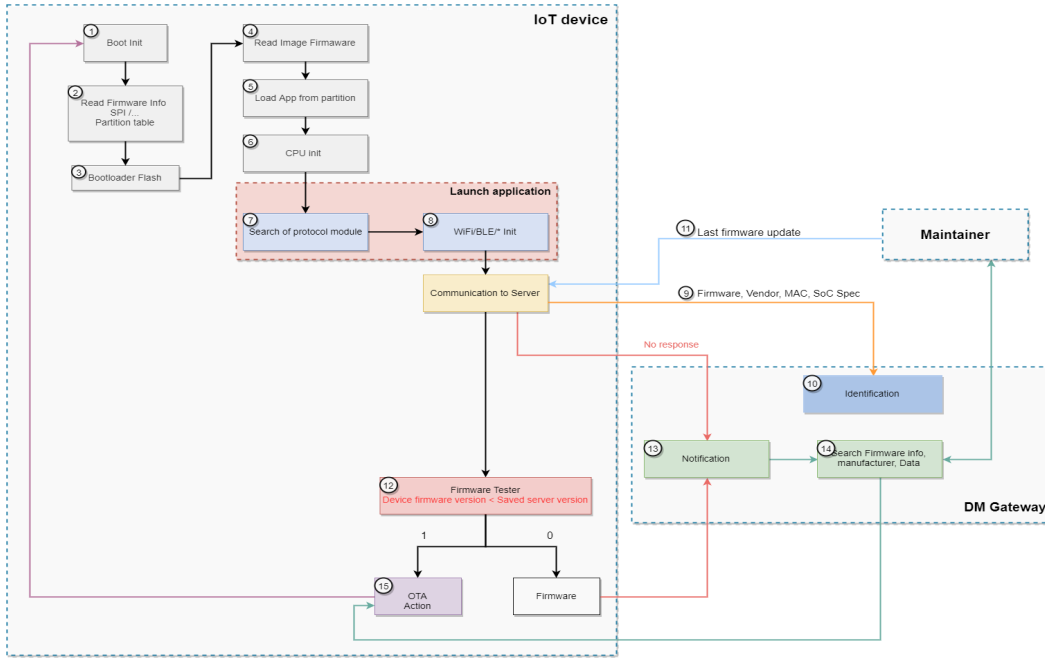 IoT device
1
Boot Init
2
Read Firmware Info
SPI /...
Partition table
3
Bootloader Flash
4
Read Image Firmaware
5
Load App from partition
6
CPU init
Launch application
7
Search of protocol module
8
WiFi/BLE/* Init
Communication to Server
11
Last firmware update
Maintainer
9
Firmware, Vendor, MAC, SoC Spec
No response
10
Identification
13
Notification
14
Search Firmware info,
manufacturer, Data
DM Gateway
12
Firmware Tester
Device firmware version < Saved server version
1
0
15
OTA
Action
Firmware